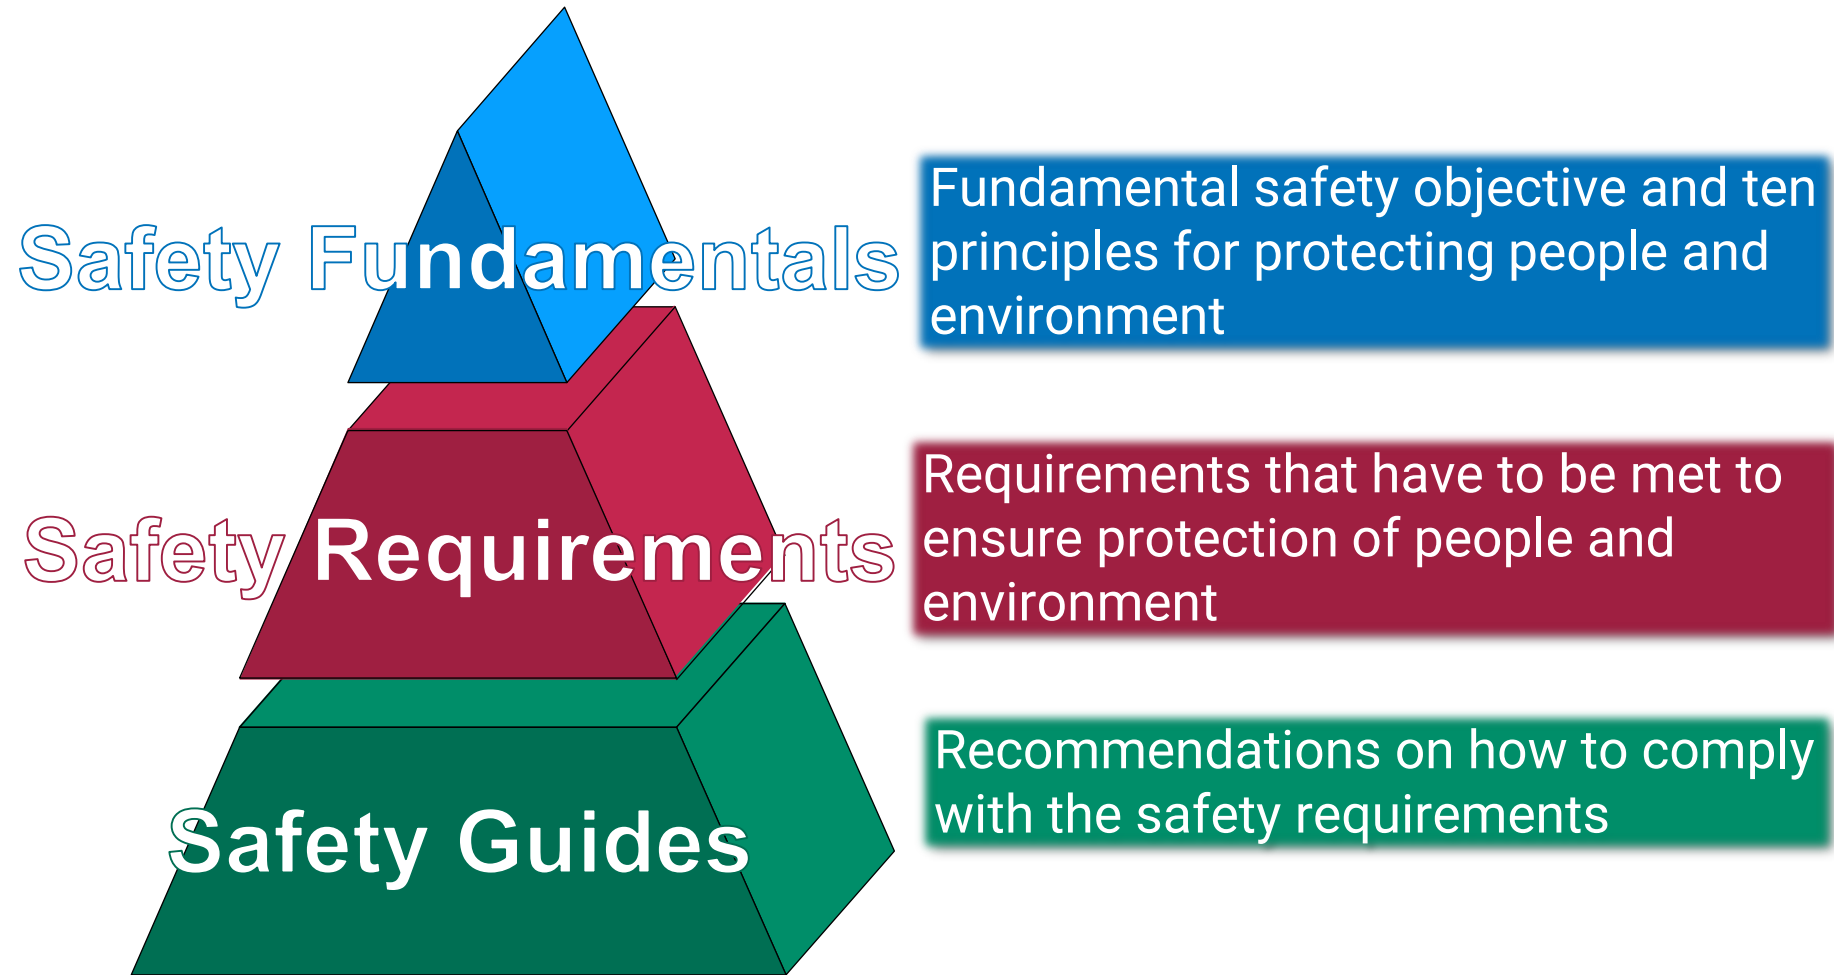 Safety Fundamentals
Fundamental safety objective and ten
principles for protecting people and
environment
Safety Requirements
Requirements that have to be met to
ensure protection of people and
environment
Safety Guides
Recommendations on how to comply
with the safety requirements